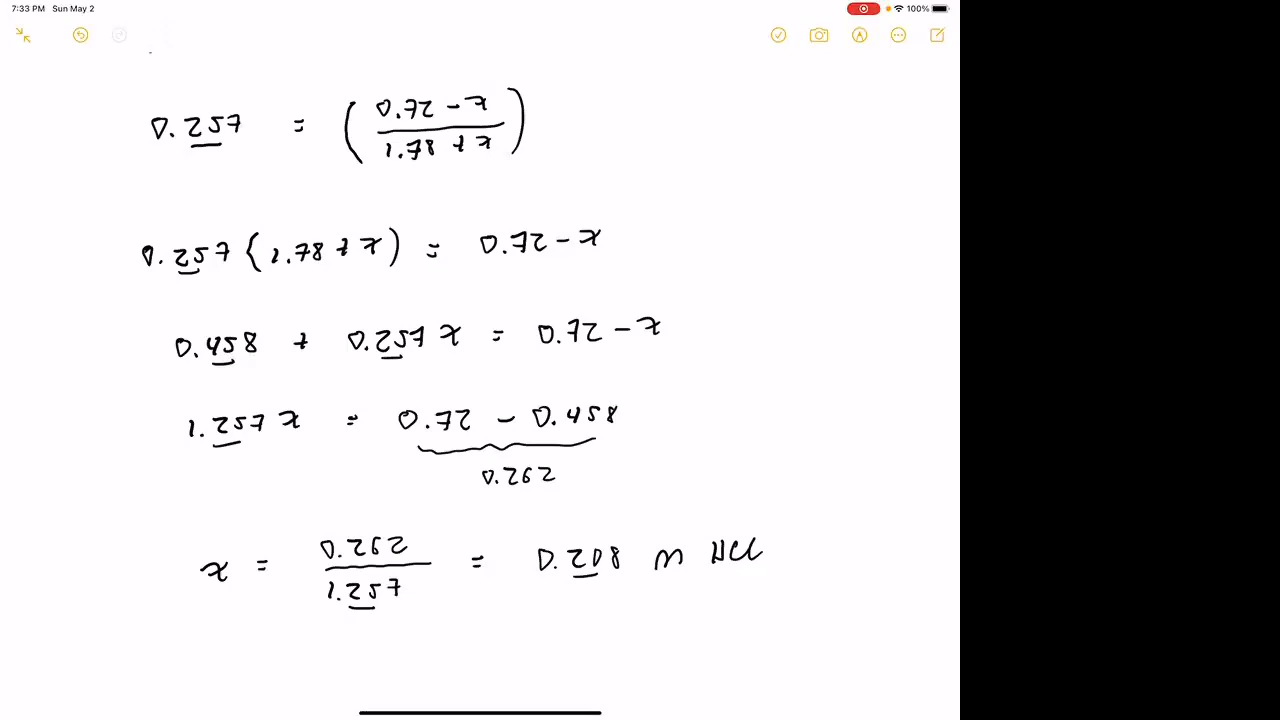 7:33 PM Sun May 2 100%
0.257 = (0.72 - x / 1.78 + x)
0.257 (1.78 + x) = 0.72 - x
0.458 + 0.257 x = 0.72 - x
1.257 x = 0.72 - 0.458
0.262
x = 0.262 / 1.257 = 0.208 m HCl